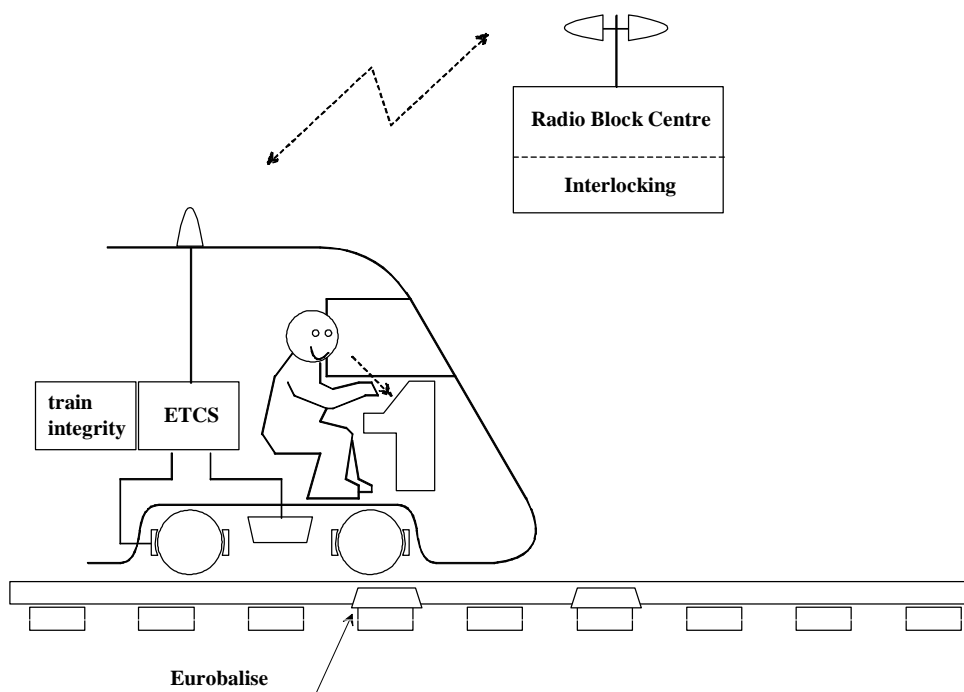 Radio Block Centre
Interlocking
train
integrity
ETCS
Eurobalise